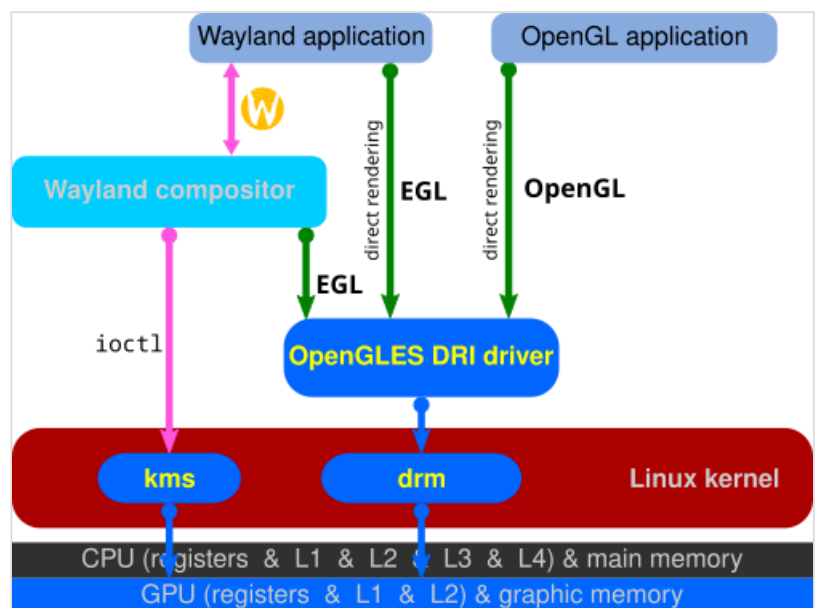 Wayland application
OpenGL application
W
direct rendering
EGL
direct rendering
OpenGL
Wayland compositor
EGL
ioctl
OpenGLES DRI driver
kms
drm
Linux kernel
CPU (registers & L1 & L2 & L3 & L4) & main memory
GPU (registers & L1 & L2) & graphic memory